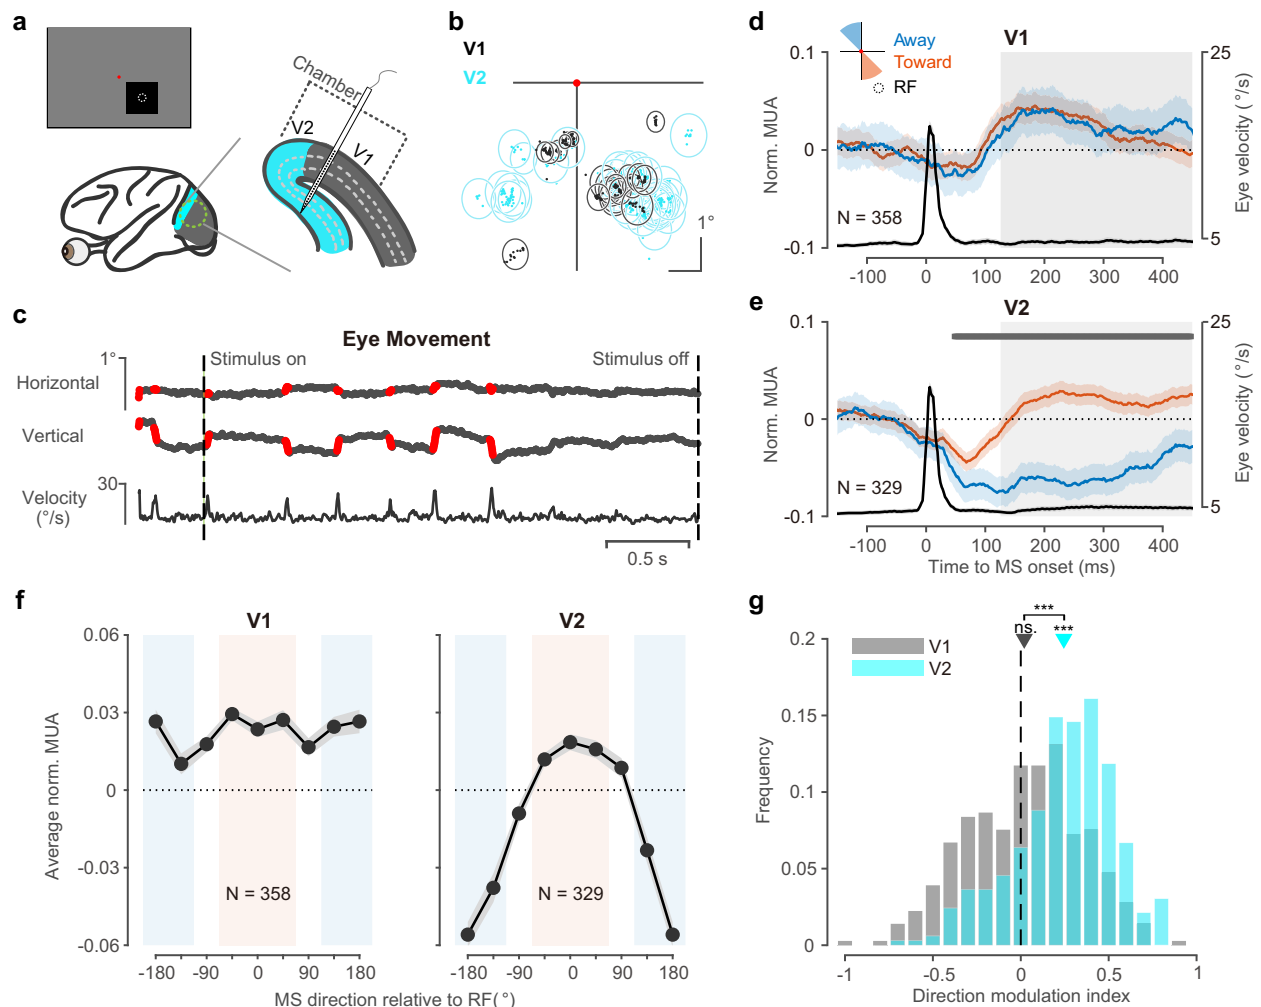 a
Chamber
V2
V1
b
V1
V2
1°
c
Eye Movement
1°
Stimulus on
Stimulus off
Horizontal
Vertical
30
Velocity
(°/s)
0.5 s
d
V1
Away
Toward
RF
0.1
0
-0.1
Norm. MUA
N = 358
25
5
Eye velocity (°/s)
-100
0
100
200
300
400
e
V2
0.1
0
-0.1
Norm. MUA
N = 329
25
5
Eye velocity (°/s)
-100
0
100
200
300
400
Time to MS onset (ms)
f
V1
V2
0.06
0.03
0
-0.03
-0.06
Average norm. MUA
N = 358
N = 329
-180
-90
0
90
180
-180
-90
0
90
180
MS direction relative to RF(°)
g
***
ns.
***
V1
V2
0.2
0.15
0.1
0.05
0
Frequency
-1
-0.5
0
0.5
1
Direction modulation index